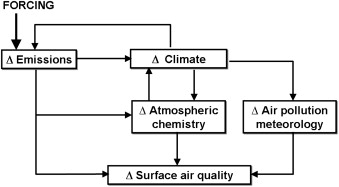 FORCING
Δ Emissions
Δ Climate
Δ Atmospheric
chemistry
Δ Air pollution
meteorology
Δ Surface air quality